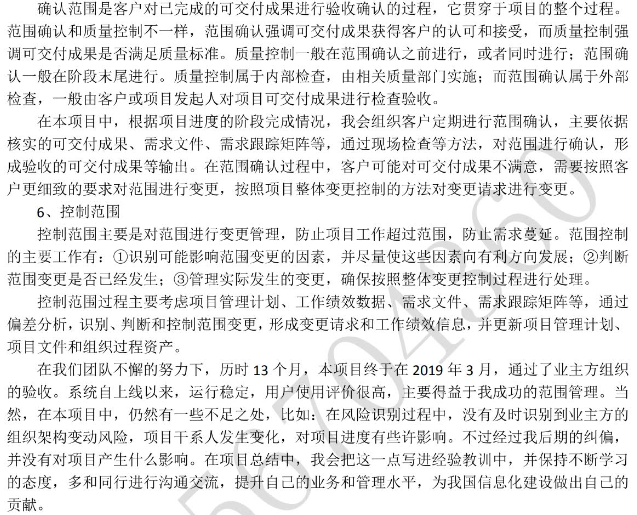 确认范围是客户对已完成的可交付成果进行验收确认的过程，它贯穿于项目的整个过程。
范围确认和质量控制不一样，范围确认强调可交付成果获得客户的认可和接受，而质量控制强
调可交付成果是否满足质量标准。质量控制一般在范围确认之前进行，或者同时进行；范围确
认一般在阶段末尾进行。质量控制属于内部检查，由相关质量部门实施；而范围确认属于外部
检查，一般由客户或项目发起人对项目可交付成果进行检查验收。
在本项目中，根据项目进度的阶段完成情况，我会组织客户定期进行范围确认，主要依据
核实的可交付成果、需求文件、需求跟踪矩阵等，通过现场检查等方法，对范围进行确认，形
成验收的可交付成果等输出。在范围确认过程中，客户可能对可交付成果不满意，需要按照客
户更细致的要求对范围进行变更，按照项目整体变更控制的方法对变更请求进行变更。
6、控制范围
控制范围主要是对范围进行变更管理，防止项目工作超过范围，防止需求蔓延。范围控制
的主要工作有：①识别可能影响范围变更的因素，并尽量使这些因素向有利方向发展；②判断
范围变更是否已经发生；③管理实际发生的变更，确保按照整体变更控制过程进行处理。
控制范围过程主要考虑项目管理计划、工作绩效数据、需求文件、需求跟踪矩阵等，通过
偏差分析，识别、判断和控制范围变更，形成变更请求和工作绩效信息，并更新项目管理计划、
项目文件和组织过程资产。
在我们团队不懈的努力下，历时 13 个月，本项目终于在 2019 年 3 月，通过了业主方组织
的验收。系统自上线以来，运行稳定，用户使用评价很高，主要得益于我成功的范围管理。当
然，在本项目中，仍然有一些不足之处，比如：在风险识别过程中，没有及时识别到业主方的
组织架构变动风险，项目干系人发生变化，对项目进度有些许影响。不过经过我后期的纠偏，
并没有对项目产生什么影响。在项目总结中，我会把这一点写进经验教训中，并保持不断学习
的态度，多和同行进行沟通交流，提升自己的业务和管理水平，为我国信息化建设做出自己的
贡献。